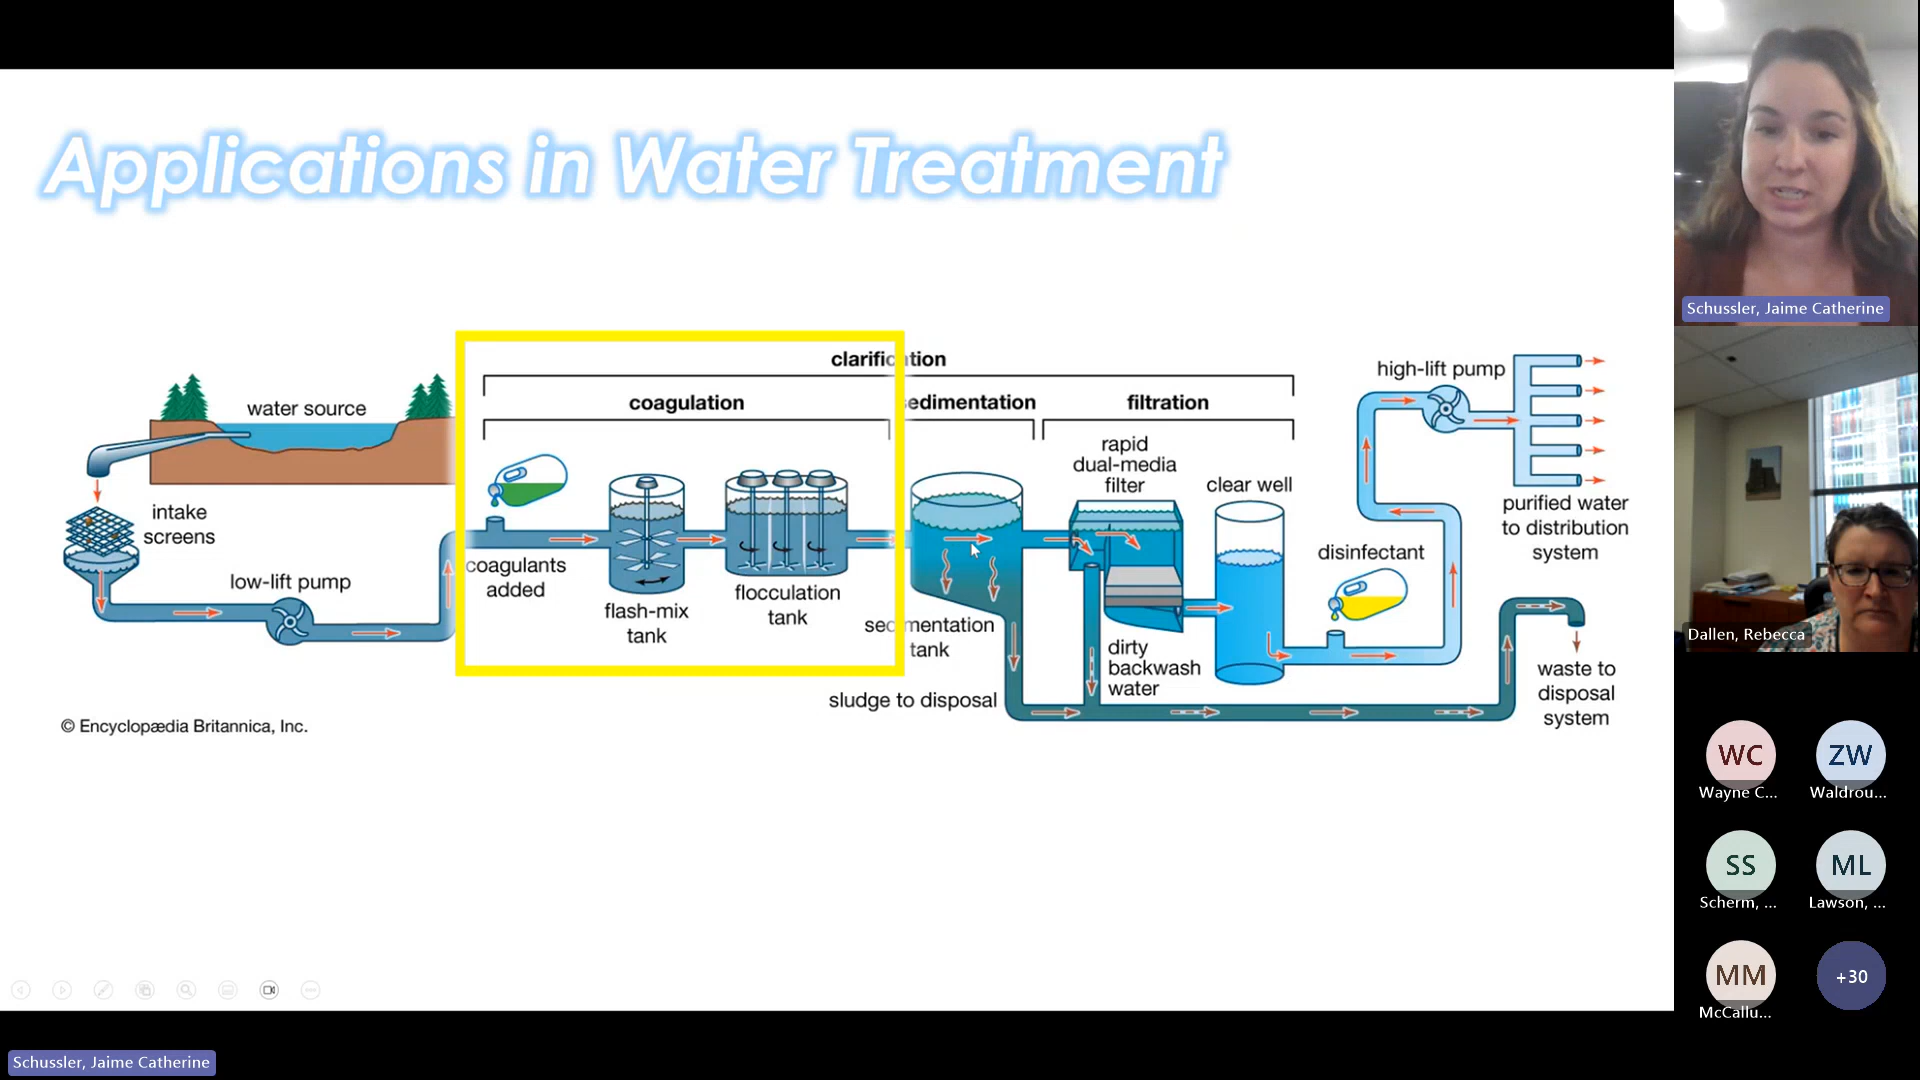 Applications in Water Treatment
clarification
coagulation
sedimentation
filtration
water source
intake
screens
low-lift pump
coagulants
added
flash-mix
tank
flocculation
tank
sedimentation
tank
sludge to disposal
rapid
dual-media
filter
dirty
backwash
water
clear well
disinfectant
high-lift pump
purified water
to distribution
system
waste to
disposal
system
© Encyclopædia Britannica, Inc.
Schussler, Jaime Catherine
Schussler, Jaime Catherine
Dallen, Rebecca
WC
Wayne C...
ZW
Waldrou...
SS
Scherm, ...
ML
Lawson, ...
MM
McCallu...
+30